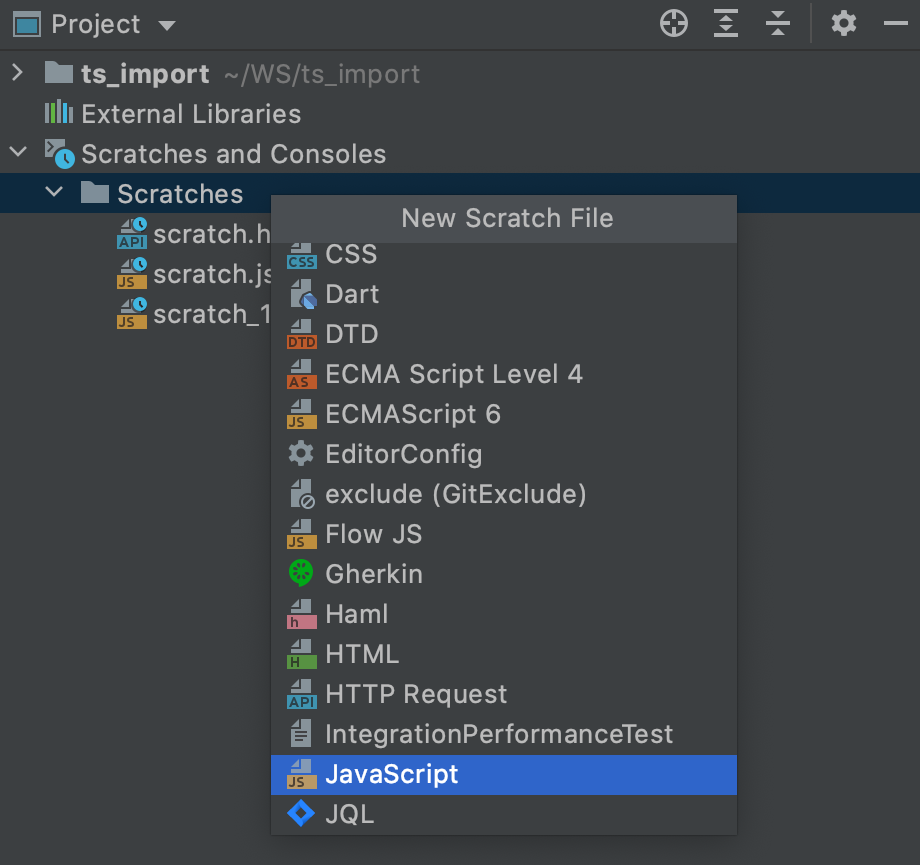 Project
ts_import ~/WS/ts_import
External Libraries
Scratches and Consoles
Scratches
API scratch.h
JS scratch.js
JS scratch_1
New Scratch File
CSS CSS
Dart
DTD DTD
AS ECMA Script Level 4
JS ECMAScript 6
EditorConfig
exclude (GitExclude)
JS Flow JS
Gherkin
h Haml
H HTML
API HTTP Request
IntegrationPerformanceTest
JS JavaScript
JQL